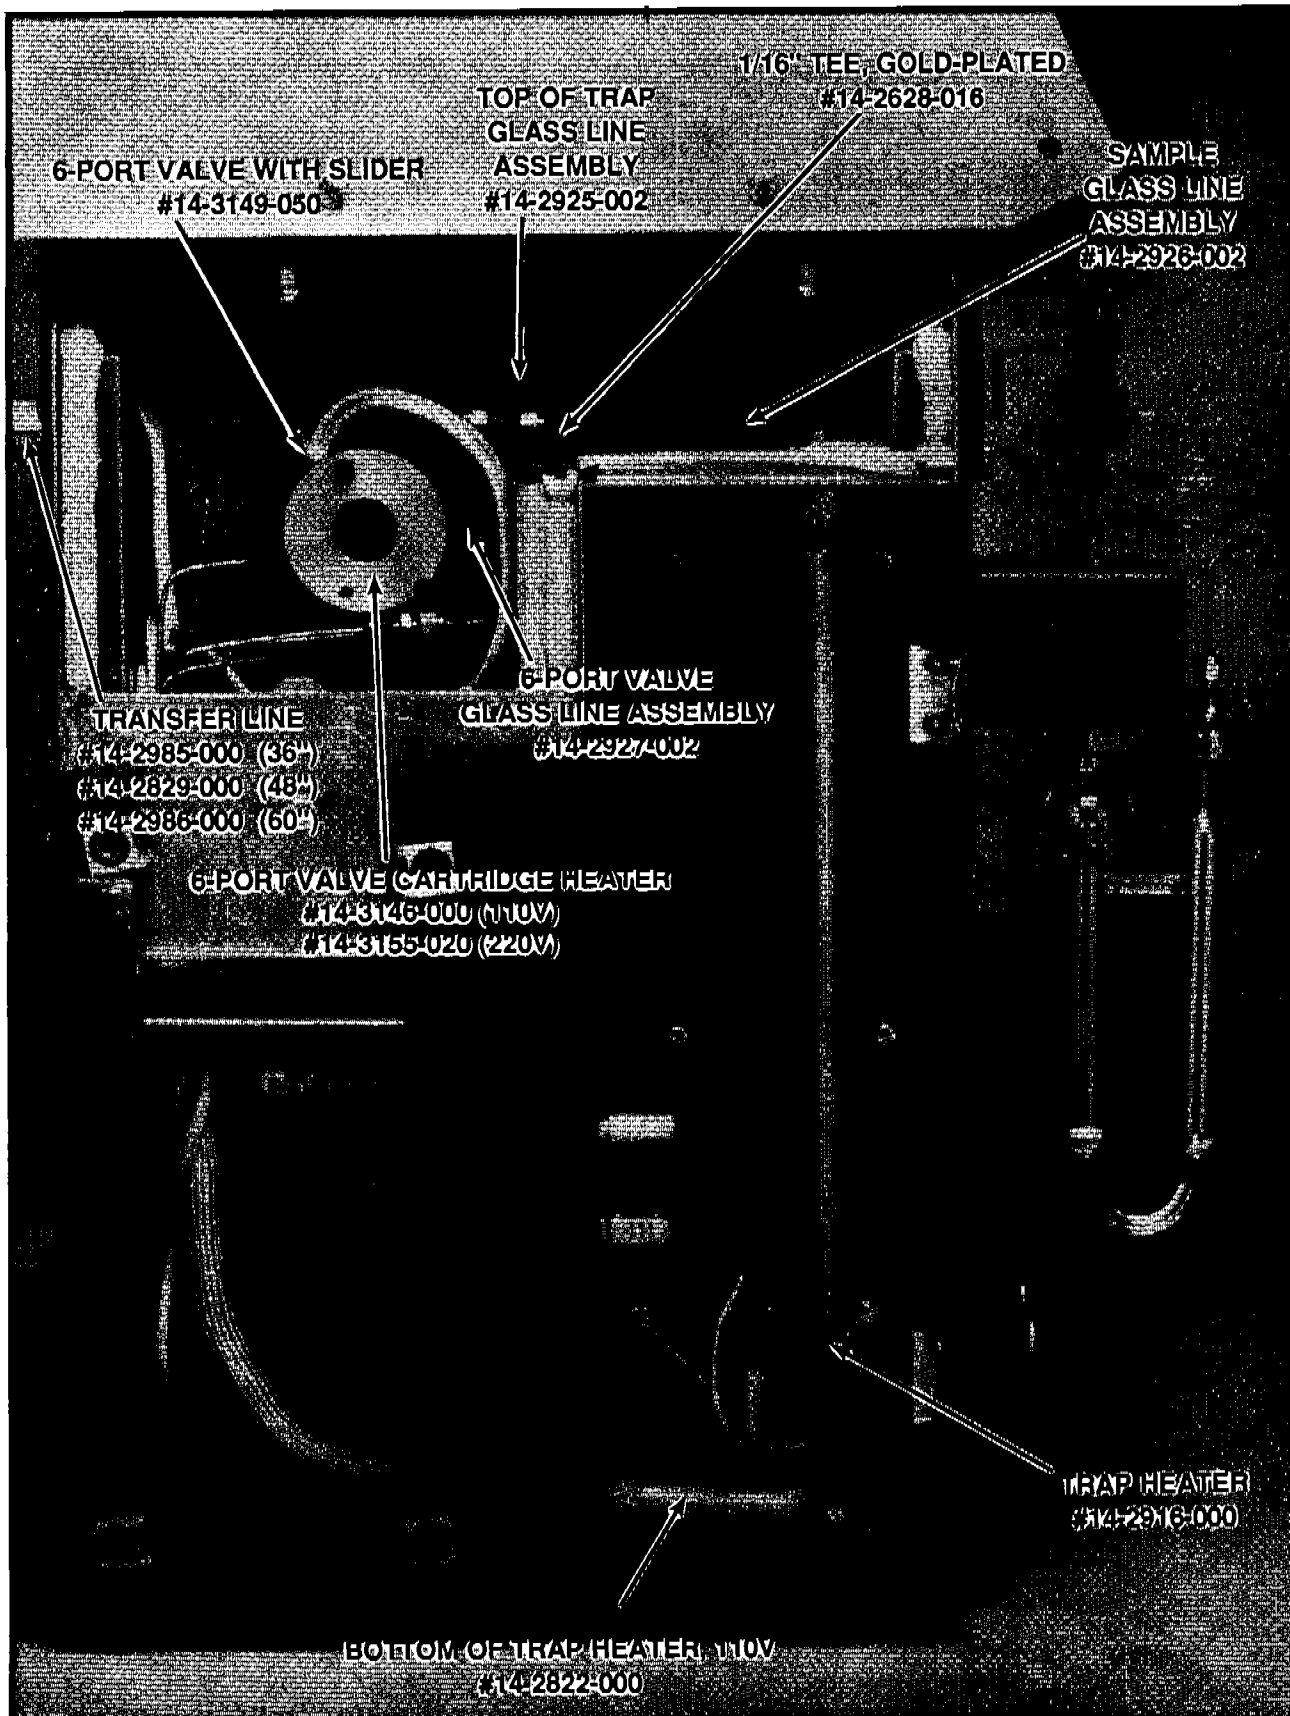 1/16" TEE, GOLD-PLATED
#14-2628-016
TOP OF TRAP
GLASS LINE
ASSEMBLY
#14-2925-002
6-PORT VALVE WITH SLIDER
#14-3149-050
SAMPLE
GLASS LINE
ASSEMBLY
#14-2926-002
6-PORT VALVE
GLASS LINE ASSEMBLY
#14-2927-002
TRANSFER LINE
#14-2985-000 (36")
#14-2829-000 (48")
#14-2986-000 (60")
6-PORT VALVE CARTRIDGE HEATER
#14-3146-000 (110V)
#14-3155-020 (220V)
TRAP HEATER
#14-2916-000
BOTTOM OF TRAP HEATER 110V
#14-2822-000